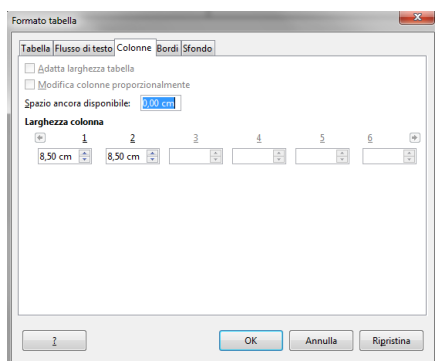 Formato tabella
x
Tabella Flusso di testo Colonne Bordi Sfondo
Adatta larghezza tabella
Modifica colonne proporzionalmente
Spazio ancora disponibile: 0,00 cm
Larghezza colonna
1 2 3 4 5 6
8,50 cm 8,50 cm
? OK Annulla Ripristina